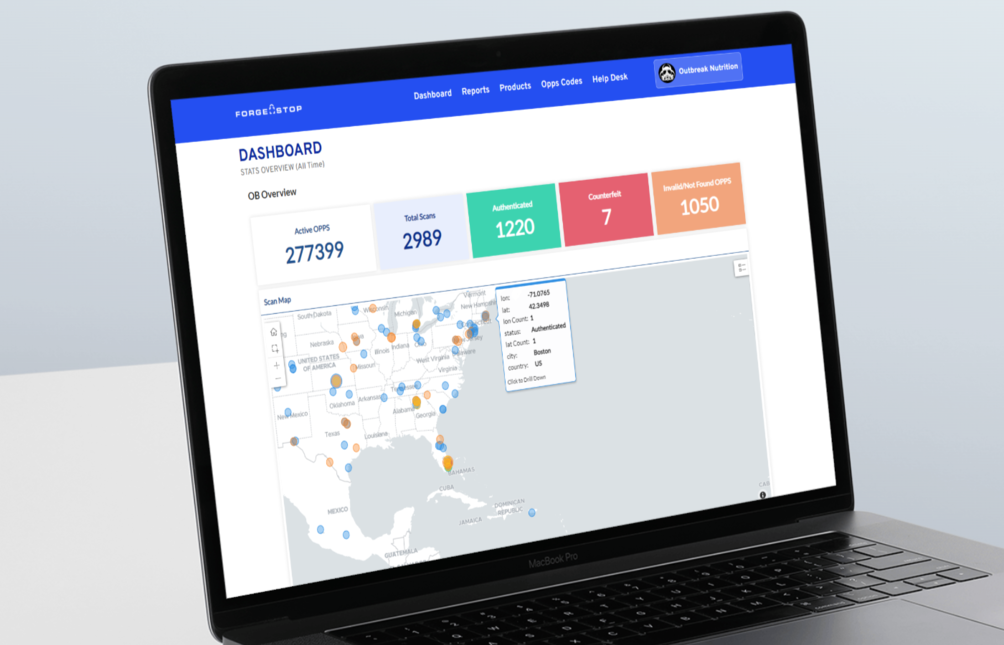 FORGESTOP
Dashboard Reports Products Opps Codes Help Desk Outbreak Nutrition
DASHBOARD
STATS OVERVIEW (All Time)
OB Overview
Active OPPS
277399
Total Scans
2989
Authenticated
1220
Counterfeit
7
Invalid/Not Found OPPS
1050
Scan Map
lon: -71.0765
lat: 42.3498
lon Count: 1
status: Authenticated
lat Count: 1
city: Boston
country: US
Click to Drill Down
South Dakota
Michigan
Vermont
New Hampshire
Nebraska
UNITED STATES
OF AMERICA
Illinois
Indiana
West Virginia
Virginia
Delaware
Missouri
Oklahoma
Arkansas
New Mexico
Alabama
Georgia
Texas
Louisiana
BAHAMAS
CUBA
MEXICO
JAMAICA
DOMINICAN
REPUBLIC
GUATEMALA
MacBook Pro